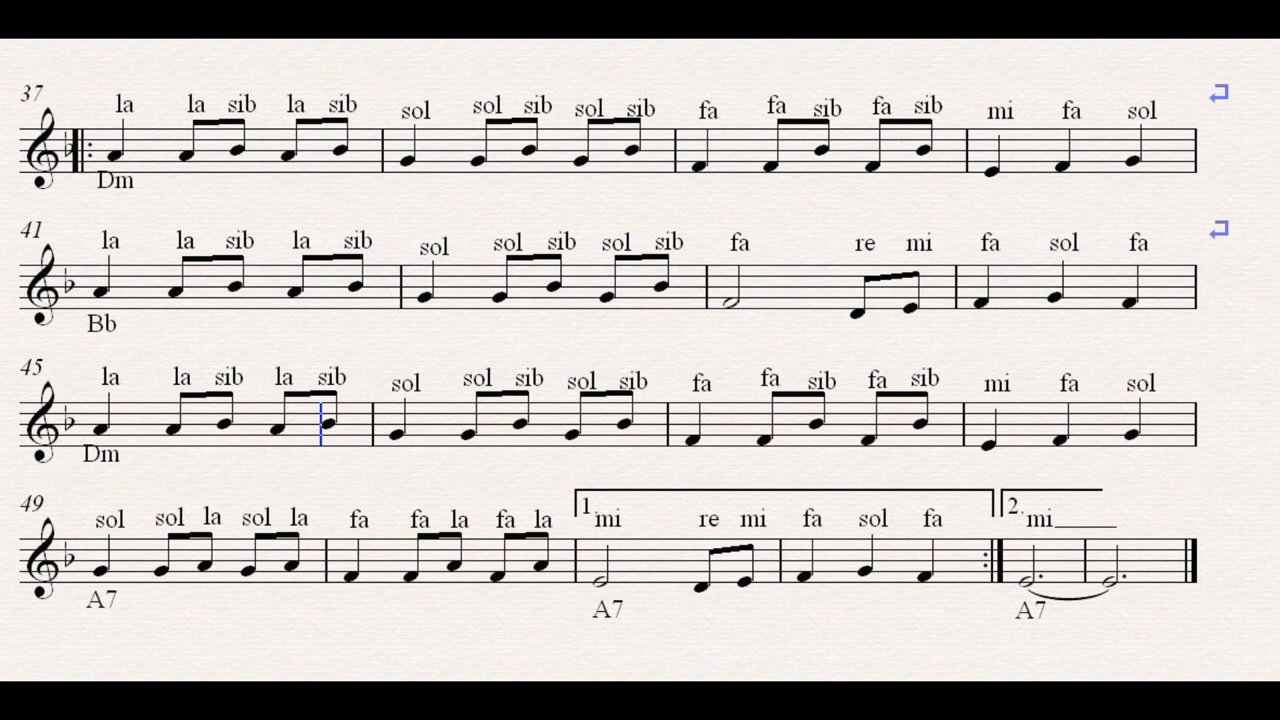 37
la la sib la sib sol sol sib sol sib fa fa sib fa sib mi fa sol
Dm
41
la la sib la sib sol sol sib sol sib fa re mi fa sol fa
Bb
45
la la sib la sib sol sol sib sol sib fa fa sib fa sib mi fa sol
Dm
49
1. 2.
sol sol la sol la fa fa la fa la mi re mi fa sol fa mi____
A7 A7 A7